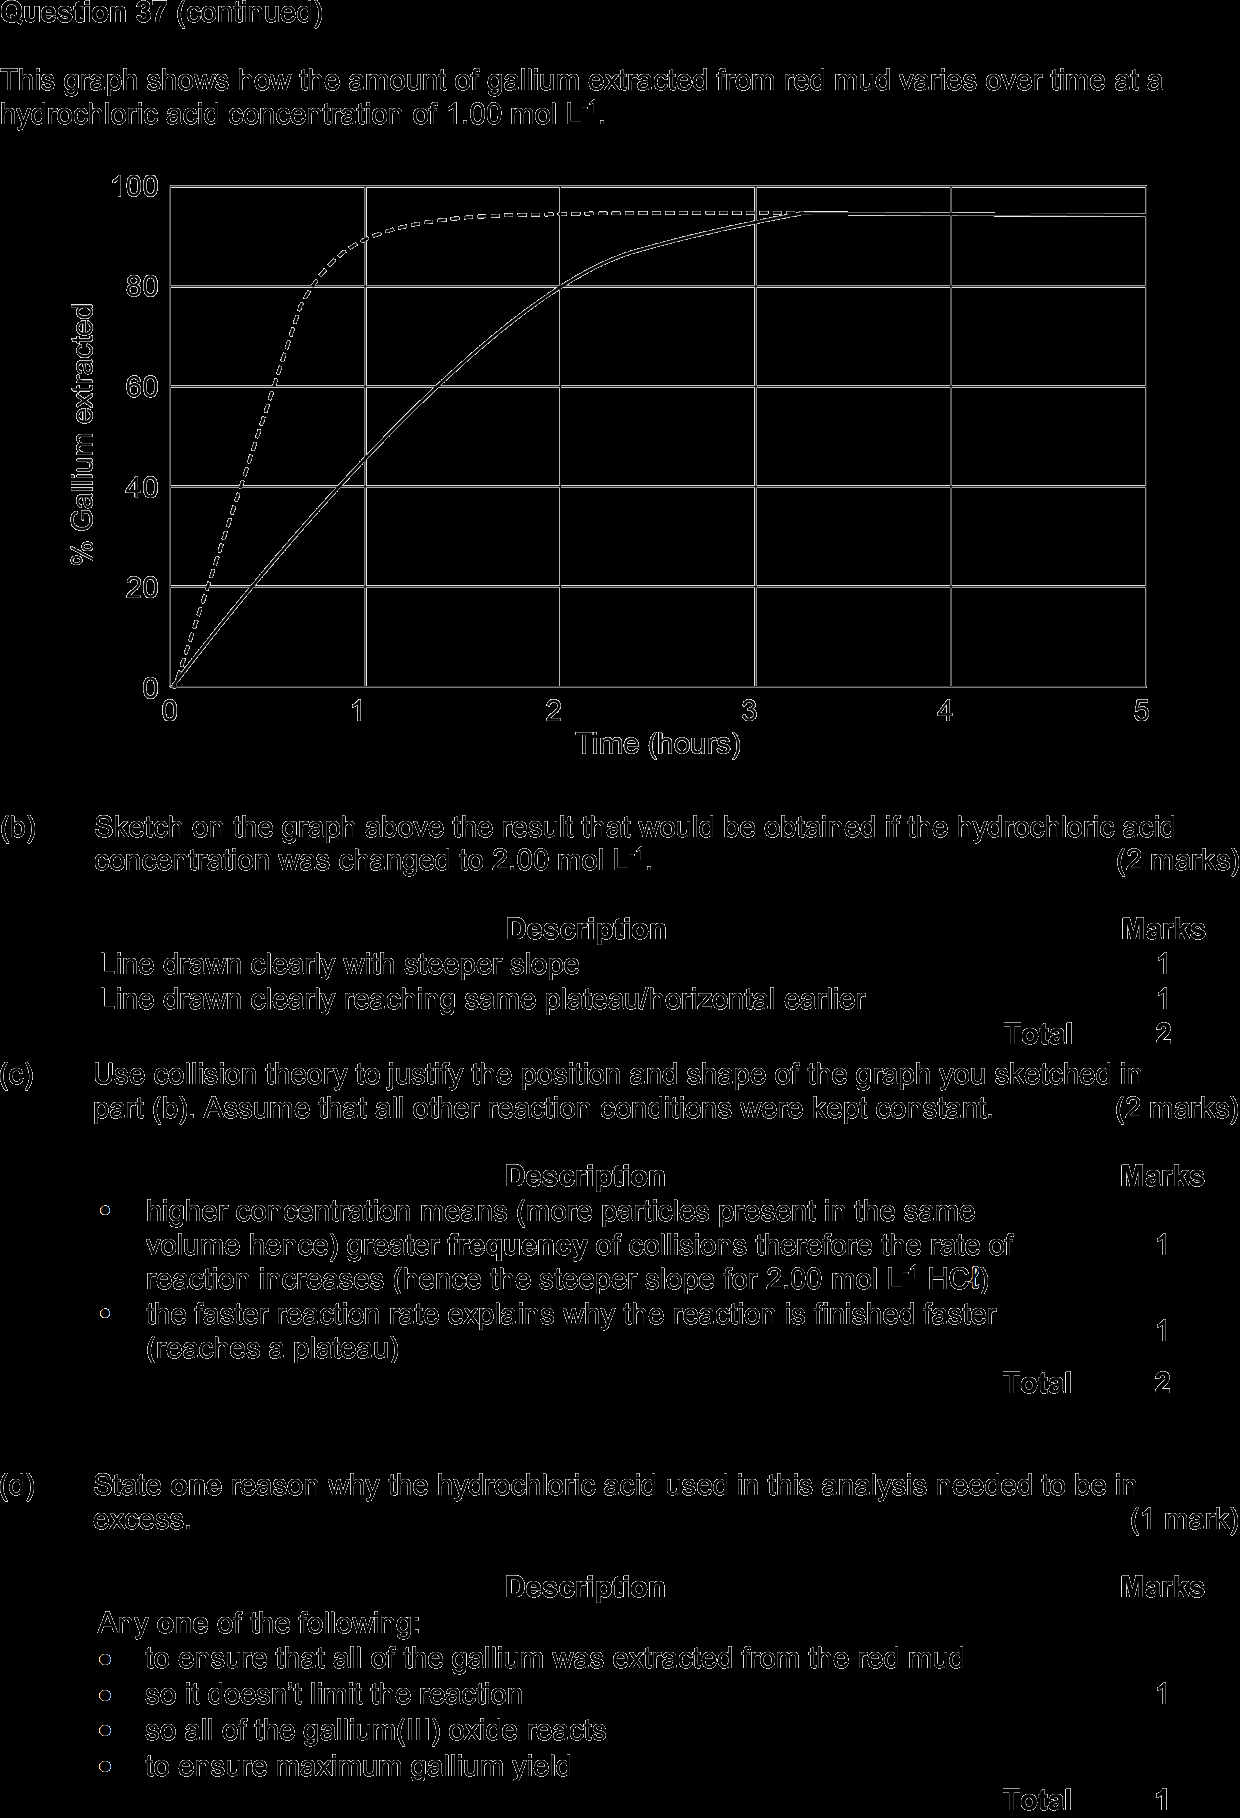 Question 37 (continued)
This graph shows how the amount of gallium extracted from red mud varies over time at a
hydrochloric acid concentration of 1.00 mol L-1.
100
80
60
40
20
0
% Gallium extracted
0 1 2 3 4 5
Time (hours)
(b) Sketch on the graph above the result that would be obtained if the hydrochloric acid
concentration was changed to 2.00 mol L-1. (2 marks)
Description Marks
Line drawn clearly with steeper slope 1
Line drawn clearly reaching same plateau/horizontal earlier 1
Total 2
(c) Use collision theory to justify the position and shape of the graph you sketched in
part (b). Assume that all other reaction conditions were kept constant. (2 marks)
Description Marks
• higher concentration means (more particles present in the same
volume hence) greater frequency of collisions therefore the rate of 1
reaction increases (hence the steeper slope for 2.00 mol L-1 HCℓ)
• the faster reaction rate explains why the reaction is finished faster
(reaches a plateau) 1
Total 2
(d) State one reason why the hydrochloric acid used in this analysis needed to be in
excess. (1 mark)
Description Marks
Any one of the following:
• to ensure that all of the gallium was extracted from the red mud
• so it doesn't limit the reaction 1
• so all of the gallium(III) oxide reacts
• to ensure maximum gallium yield
Total 1